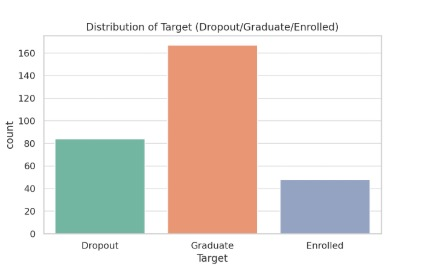 Distribution of Target (Dropout/Graduate/Enrolled)
160
140
120
100
80
60
40
20
0
count
Dropout Graduate Enrolled
Target